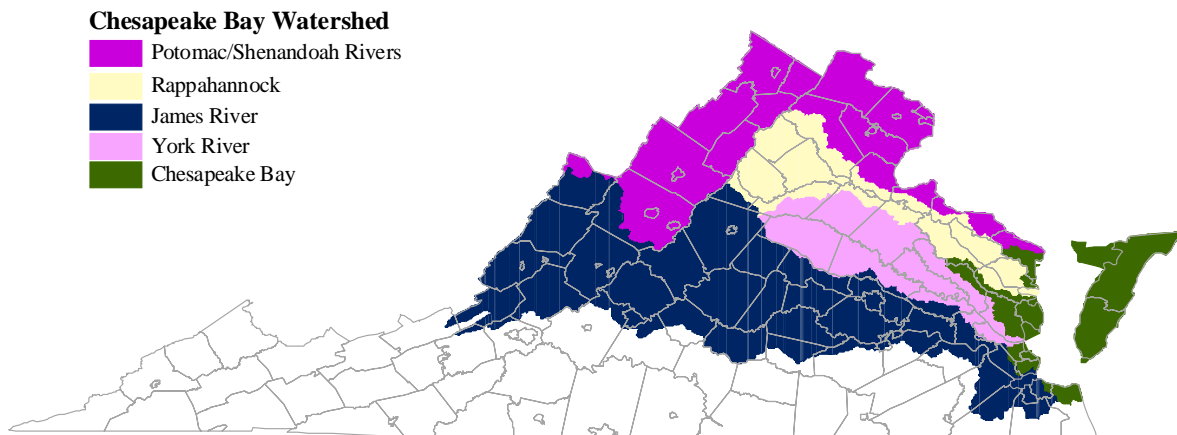 Chesapeake Bay Watershed
Potomac/Shenandoah Rivers
Rappahannock
James River
York River
Chesapeake Bay